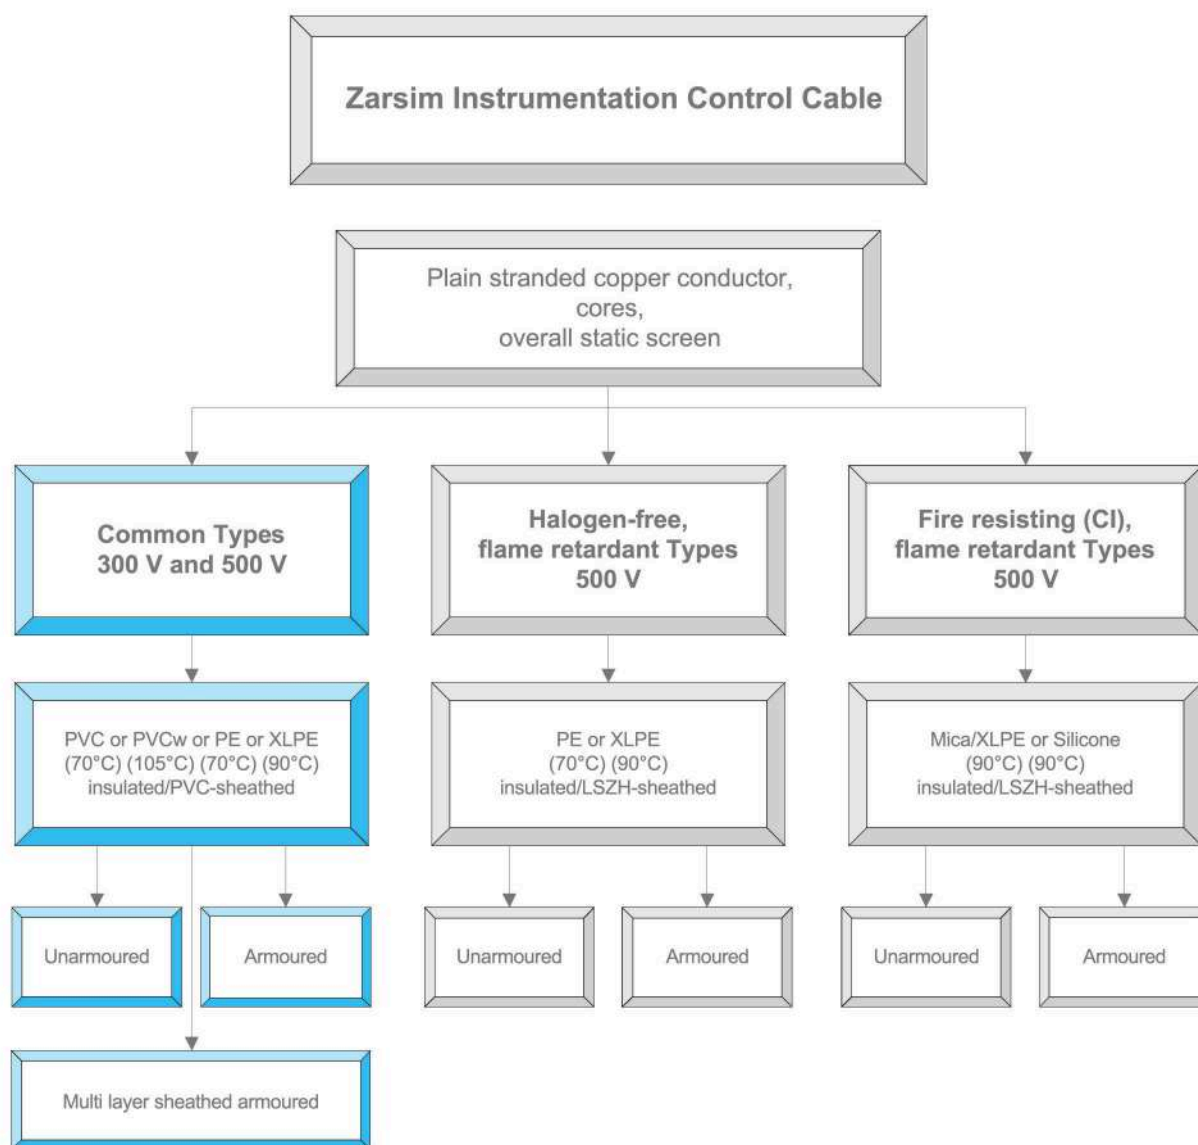 Zarsim Instrumentation Control Cable
Plain stranded copper conductor,
cores,
overall static screen
Common Types
300 V and 500 V
Halogen-free,
flame retardant Types
500 V
Fire resisting (CI),
flame retardant Types
500 V
PVC or PVCw or PE or XLPE
(70°C) (105°C) (70°C) (90°C)
insulated/PVC-sheathed
PE or XLPE
(70°C) (90°C)
insulated/LSZH-sheathed
Mica/XLPE or Silicone
(90°C) (90°C)
insulated/LSZH-sheathed
Unarmoured
Armoured
Unarmoured
Armoured
Unarmoured
Armoured
Multi layer sheathed armoured